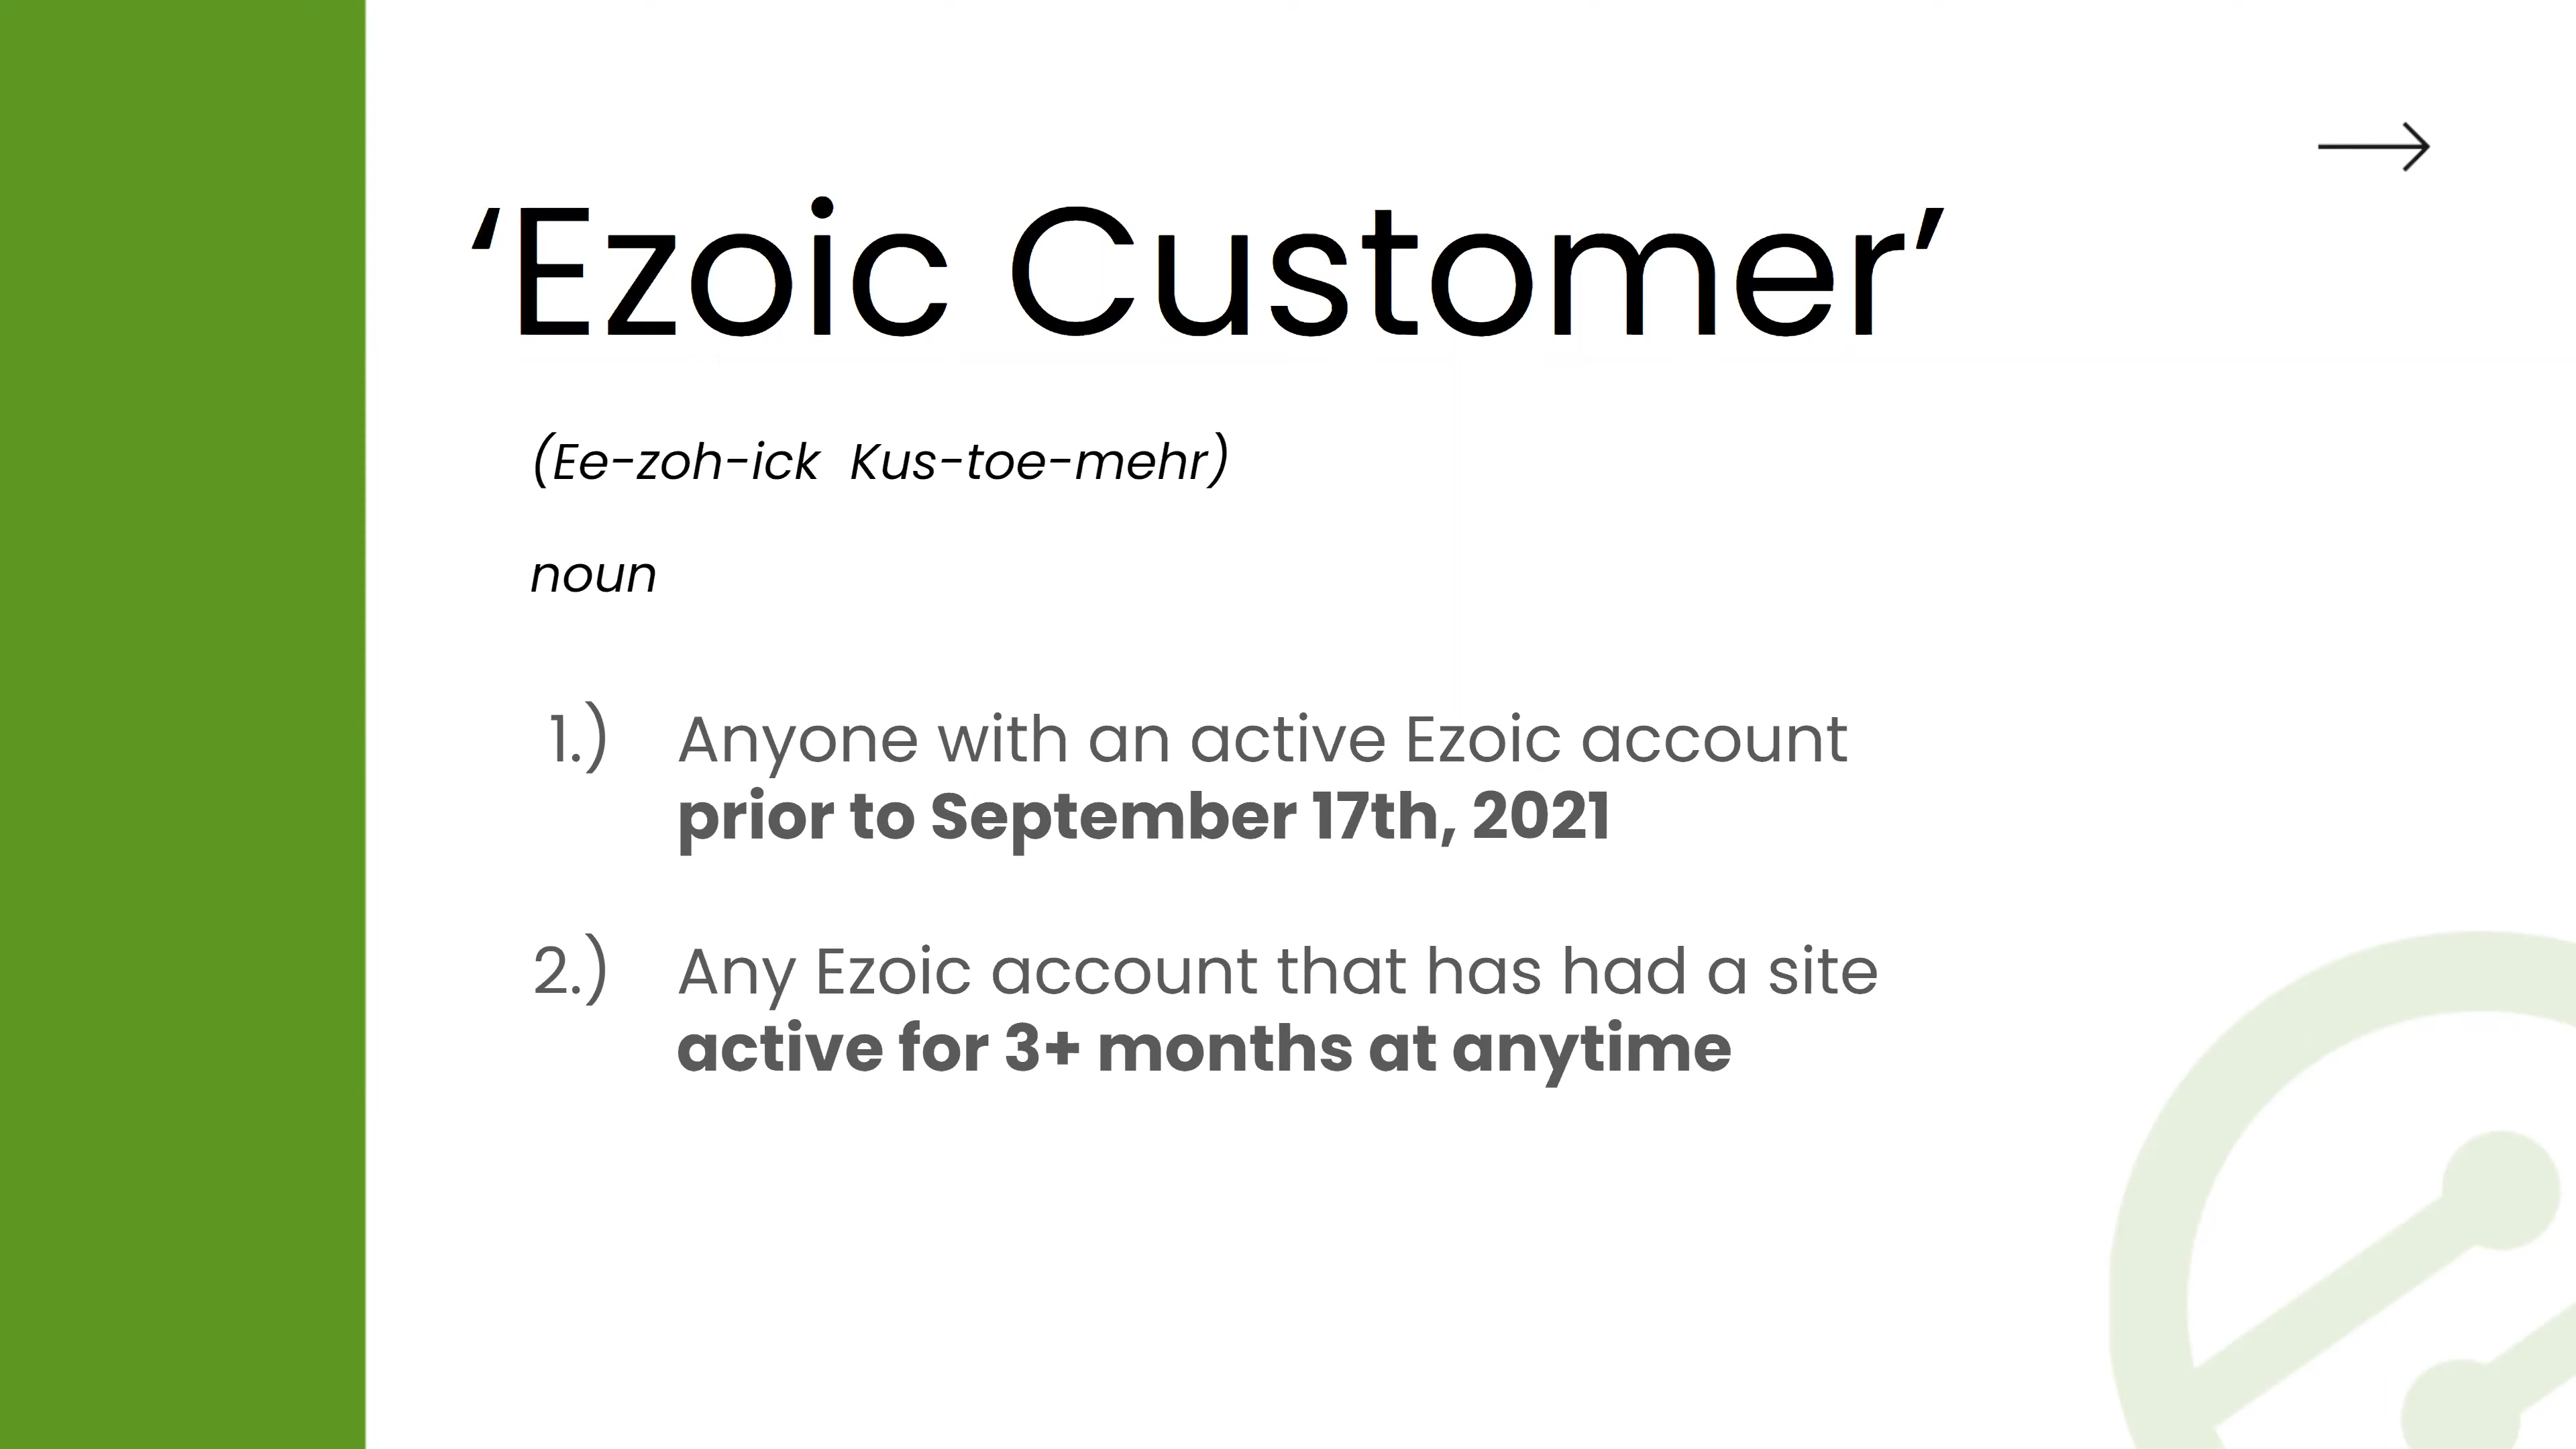 ‘Ezoic Customer’
(Ee-zoh-ick  Kus-toe-mehr)
noun
1.) Anyone with an active Ezoic account
prior to September 17th, 2021
2.) Any Ezoic account that has had a site
active for 3+ months at anytime